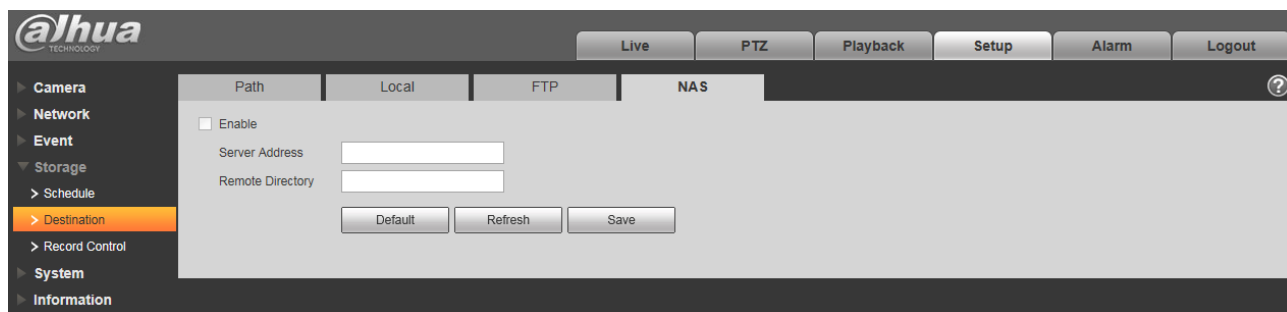 alhua
TECHNOLOGY
Live PTZ Playback Setup Alarm Logout
Camera
Network
Event
Storage
> Schedule
> Destination
> Record Control
System
Information
Path Local FTP NAS
?
Enable
Server Address
Remote Directory
Default Refresh Save